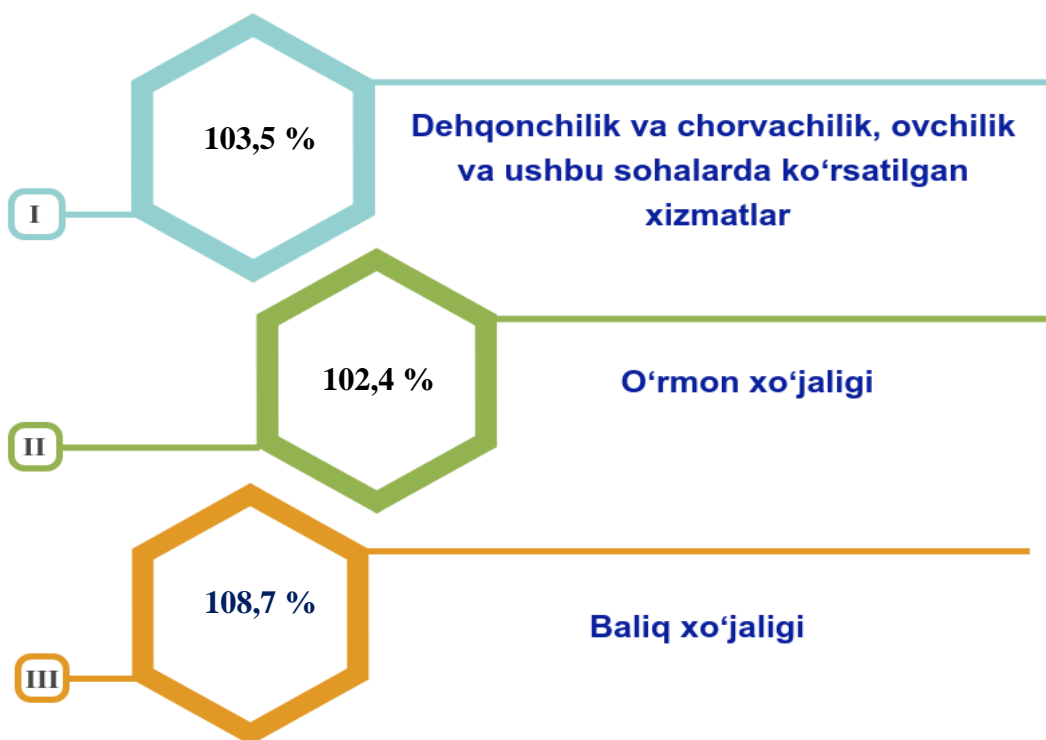 103,5 %
Dehqonchilik va chorvachilik, ovchilik
va ushbu sohalarda ko‘rsatilgan
xizmatlar
I
102,4 %
O‘rmon xo‘jaligi
II
108,7 %
Baliq xo‘jaligi
III